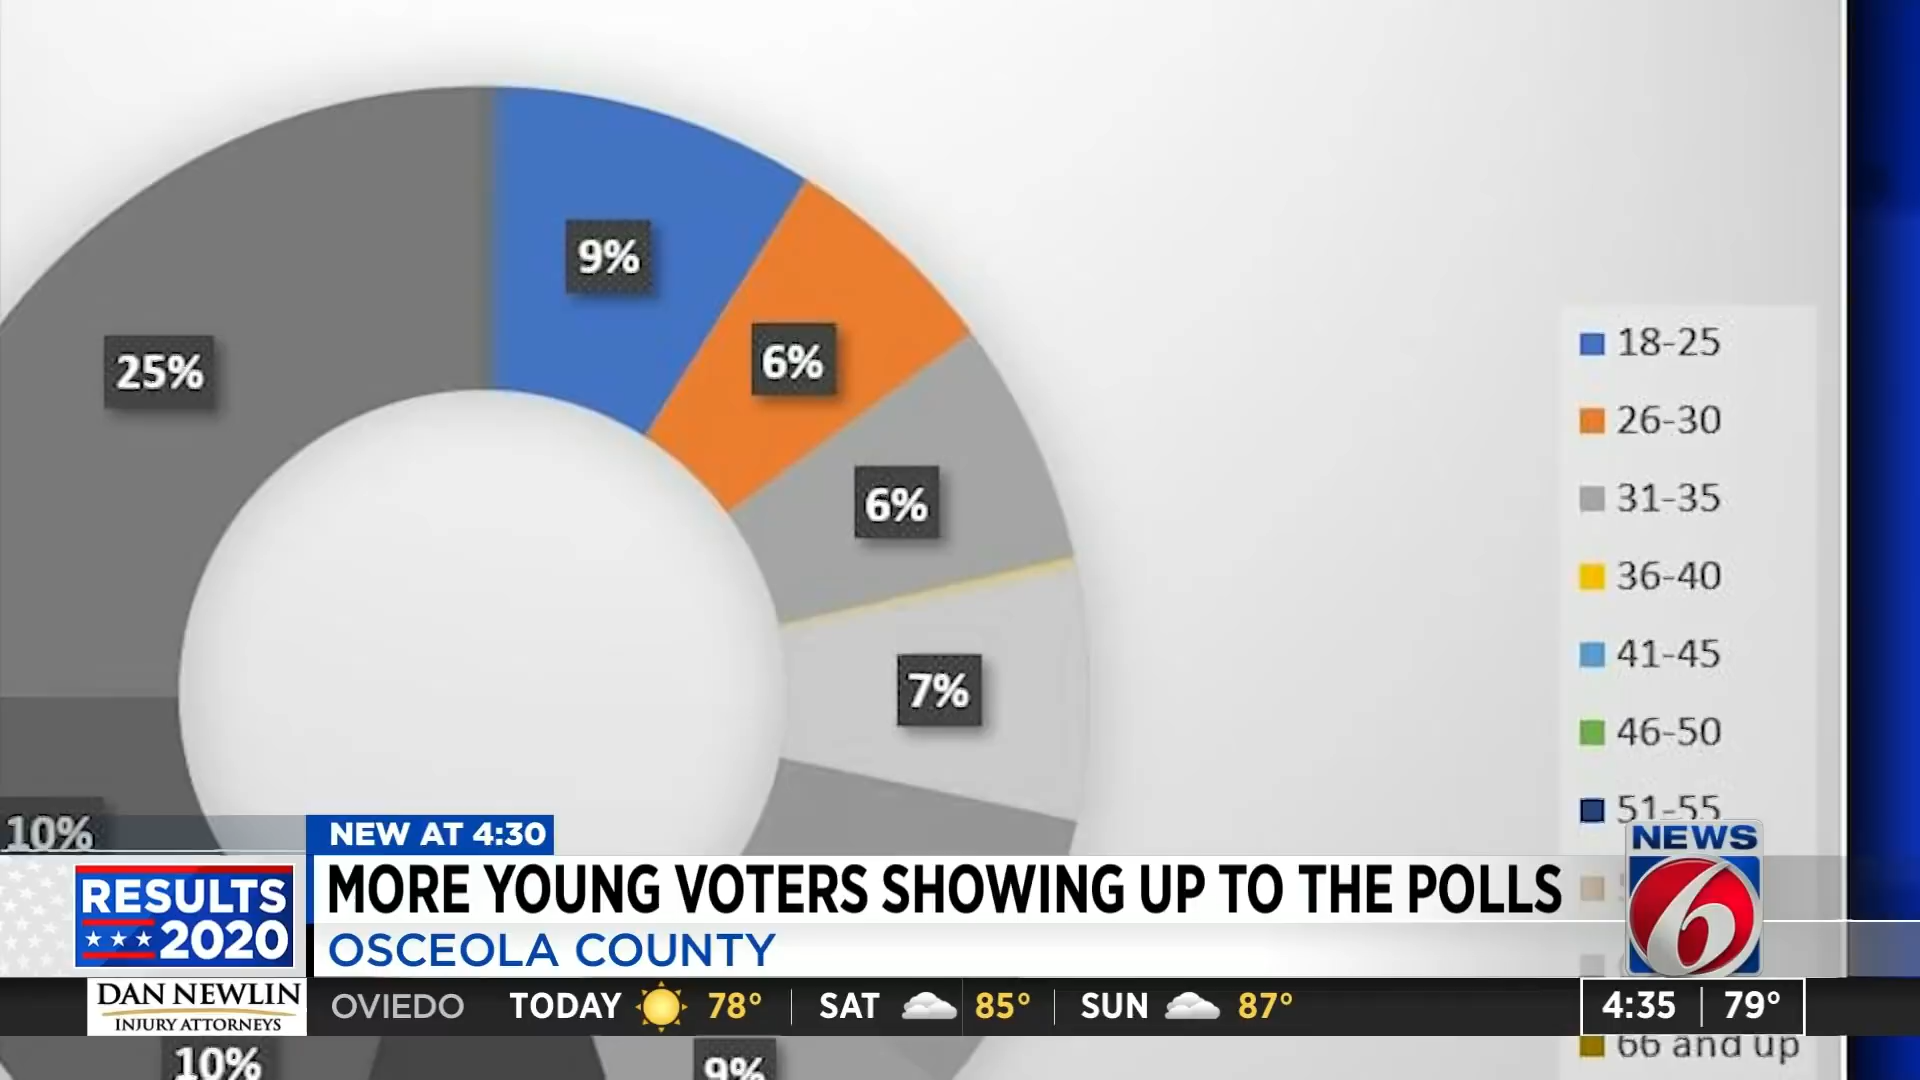 9%
6%
25%
6%
7%
10%
10%
9%
18-25
26-30
31-35
36-40
41-45
46-50
51-55
66 and up
NEW AT 4:30
MORE YOUNG VOTERS SHOWING UP TO THE POLLS
OSCEOLA COUNTY
RESULTS
2020
NEWS
6
DAN NEWLIN
INJURY ATTORNEYS
OVIEDO TODAY 78° SAT 85° SUN 87°
4:35 79°